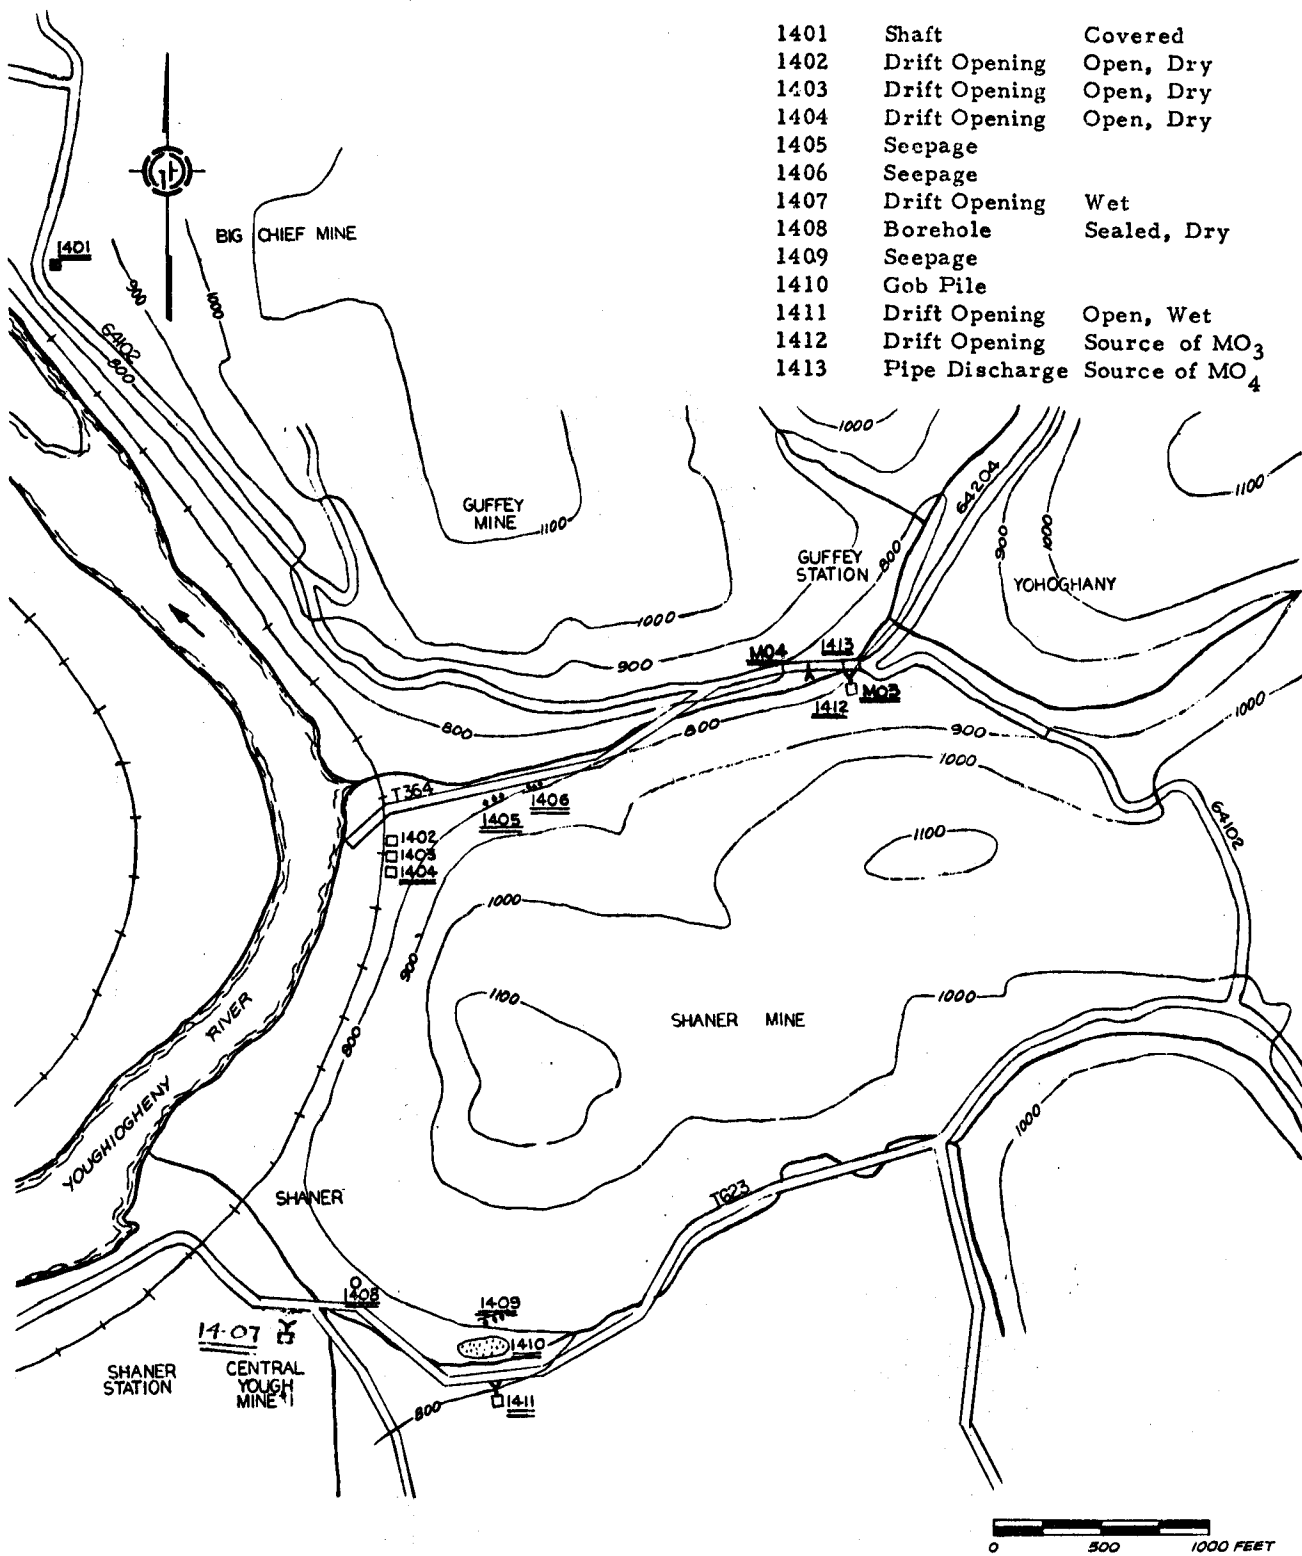 1401 Shaft Covered
1402 Drift Opening Open, Dry
1403 Drift Opening Open, Dry
1404 Drift Opening Open, Dry
1405 Seepage
1406 Seepage
1407 Drift Opening Wet
1408 Borehole Sealed, Dry
1409 Seepage
1410 Gob Pile
1411 Drift Opening Open, Wet
1412 Drift Opening Source of MO3
1413 Pipe Discharge Source of MO4
1401
BIG CHIEF MINE
900
1000
64102
800
1000
64204
1100
GUFFEY
MINE
1100
900
1000
GUFFEY
STATION
800
YOHOGHANY
1000
900
M04
1413
M03
1412
1000
800
800
900
1000
T364
1406
1405
64102
1402
1403
1404
1100
1000
900
1100
1000
SHANER MINE
800
RIVER
YOUGHIOGHENY
1000
SHANER
T623
1408
1409
1407
1410
SHANER
STATION
CENTRAL
YOUGH
MINE #1
1411
800
0 500 1000 FEET